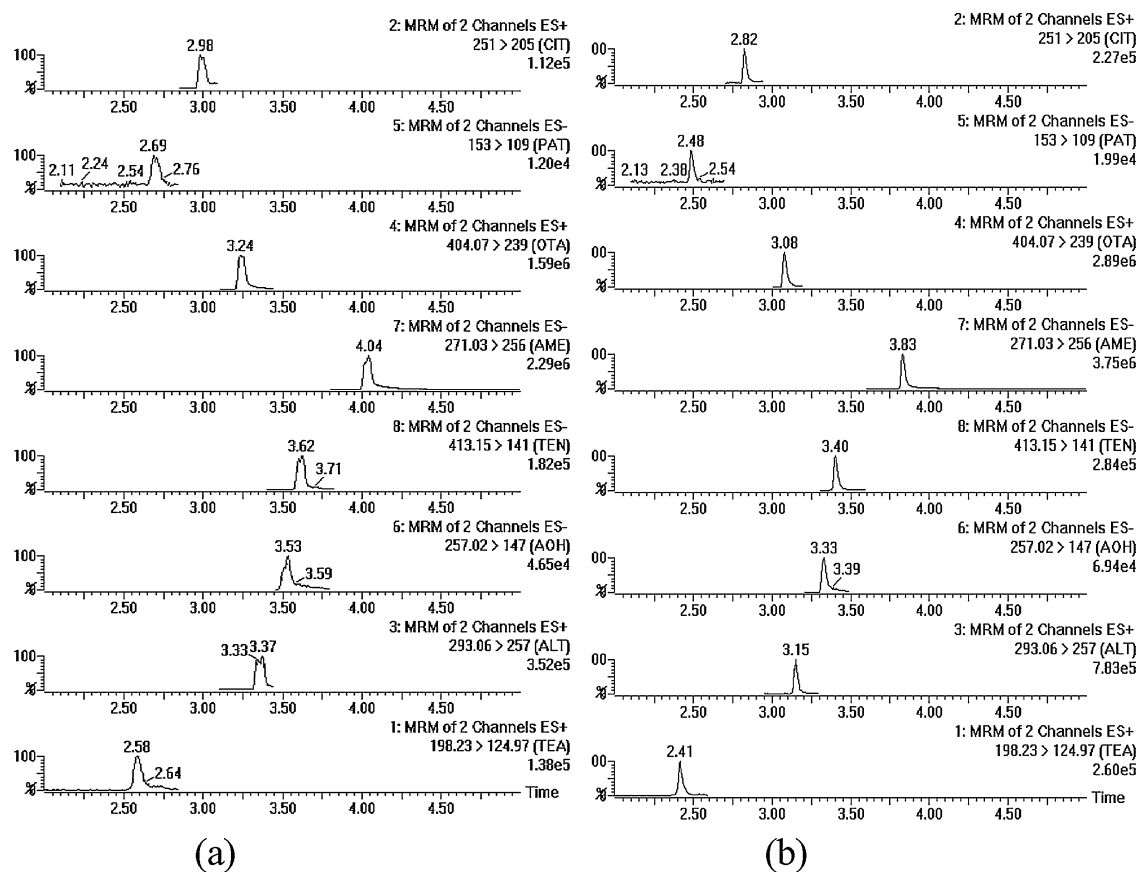 2: MRM of 2 Channels ES+
251 > 205 (CIT)
1.12e5
100
%
2.98
2.50 3.00 3.50 4.00 4.50
5: MRM of 2 Channels ES-
153 > 109 (PAT)
1.20e4
100
%
2.11 2.24 2.54 2.69 2.76
2.50 3.00 3.50 4.00 4.50
4: MRM of 2 Channels ES+
404.07 > 239 (OTA)
1.59e6
100
%
3.24
2.50 3.00 3.50 4.00 4.50
7: MRM of 2 Channels ES-
271.03 > 256 (AME)
2.29e6
100
%
4.04
2.50 3.00 3.50 4.00 4.50
8: MRM of 2 Channels ES-
413.15 > 141 (TEN)
1.82e5
100
%
3.62 3.71
2.50 3.00 3.50 4.00 4.50
6: MRM of 2 Channels ES-
257.02 > 147 (AOH)
4.65e4
100
%
3.53 3.59
2.50 3.00 3.50 4.00 4.50
3: MRM of 2 Channels ES+
293.06 > 257 (ALT)
3.52e5
100
%
3.33 3.37
2.50 3.00 3.50 4.00 4.50
1: MRM of 2 Channels ES+
198.23 > 124.97 (TEA)
1.38e5
100
%
2.58 2.64
Time
2.50 3.00 3.50 4.00 4.50
(a)
2: MRM of 2 Channels ES+
251 > 205 (CIT)
2.27e5
00
%
2.82
2.50 3.00 3.50 4.00 4.50
5: MRM of 2 Channels ES-
153 > 109 (PAT)
1.99e4
00
%
2.13 2.38 2.48 2.54
2.50 3.00 3.50 4.00 4.50
4: MRM of 2 Channels ES+
404.07 > 239 (OTA)
2.89e6
00
%
3.08
2.50 3.00 3.50 4.00 4.50
7: MRM of 2 Channels ES-
271.03 > 256 (AME)
3.75e6
00
%
3.83
2.50 3.00 3.50 4.00 4.50
8: MRM of 2 Channels ES-
413.15 > 141 (TEN)
2.84e5
00
%
3.40
2.50 3.00 3.50 4.00 4.50
6: MRM of 2 Channels ES-
257.02 > 147 (AOH)
6.94e4
00
%
3.33 3.39
2.50 3.00 3.50 4.00 4.50
3: MRM of 2 Channels ES+
293.06 > 257 (ALT)
7.83e5
00
%
3.15
2.50 3.00 3.50 4.00 4.50
1: MRM of 2 Channels ES+
198.23 > 124.97 (TEA)
2.60e5
00
%
2.41
Time
2.50 3.00 3.50 4.00 4.50
(b)